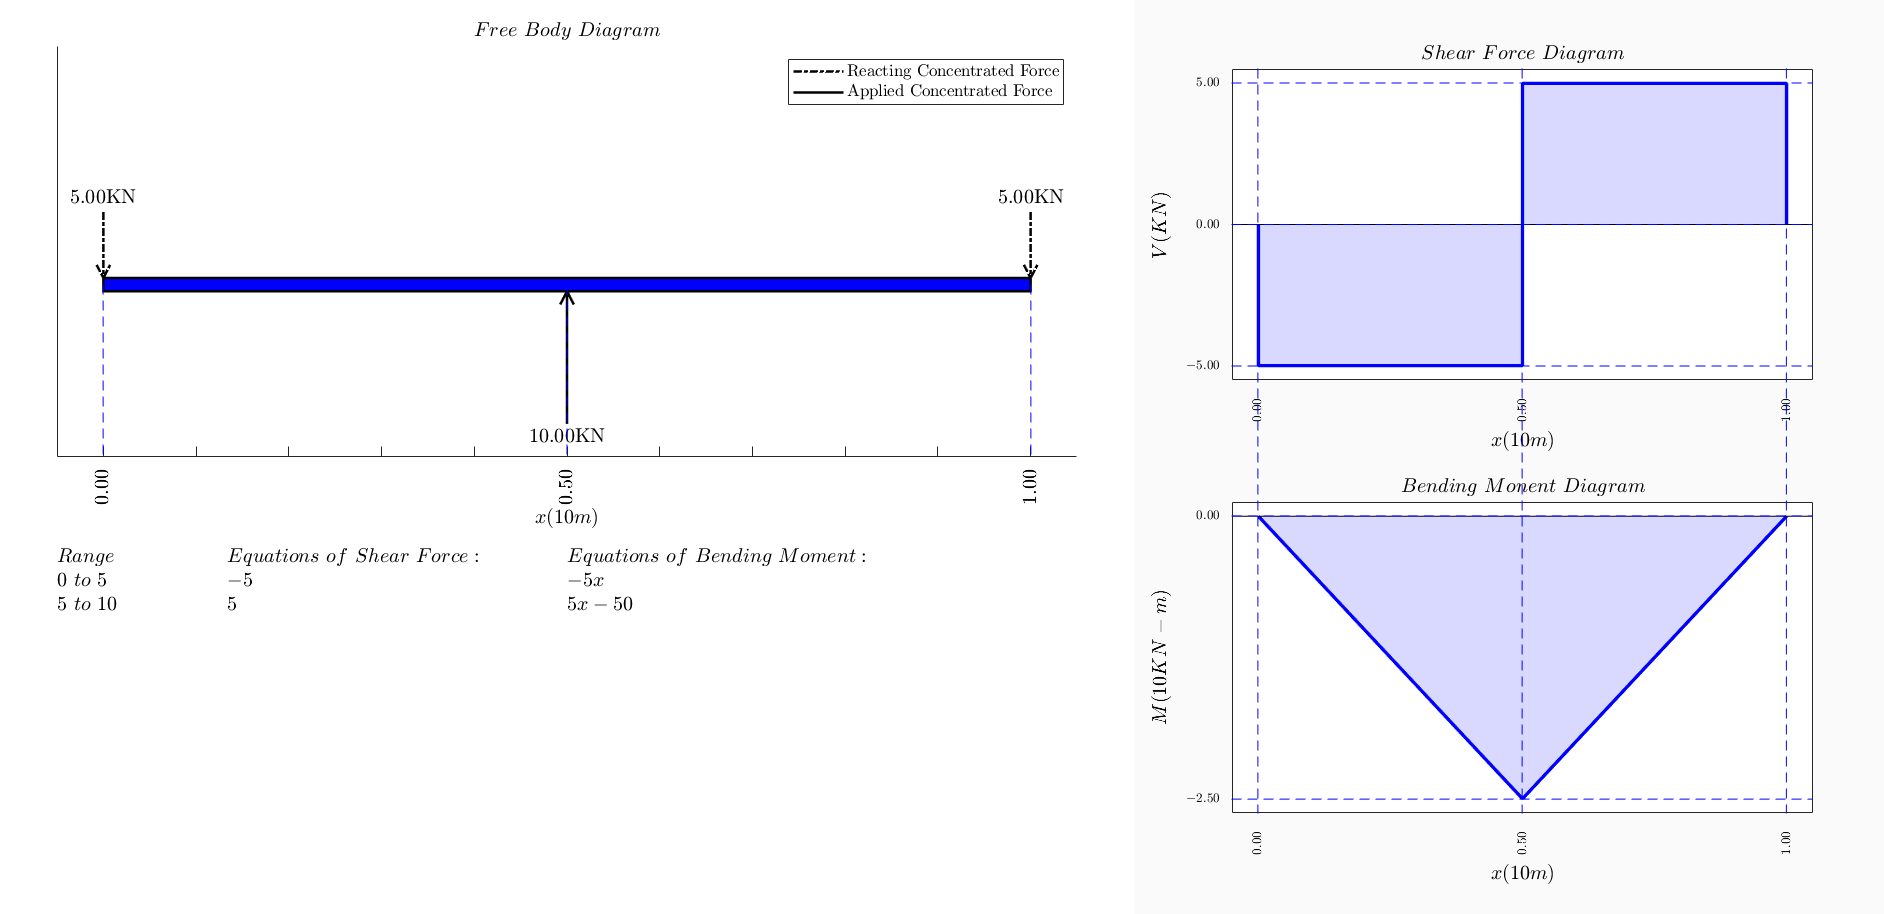 Free Body Diagram
Reacting Concentrated Force
Applied Concentrated Force
5.00KN
5.00KN
10.00KN
0.00
0.50
1.00
x(10m)
Range Equations of Shear Force : Equations of Bending Moment :
0 to 5 −5 −5x
5 to 10 5 5x − 50
Shear Force Diagram
5.00
0.00
−5.00
V(KN)
0.00
0.50
1.00
x(10m)
Bending Moment Diagram
0.00
−2.50
M(10KN − m)
0.00
0.50
1.00
x(10m)